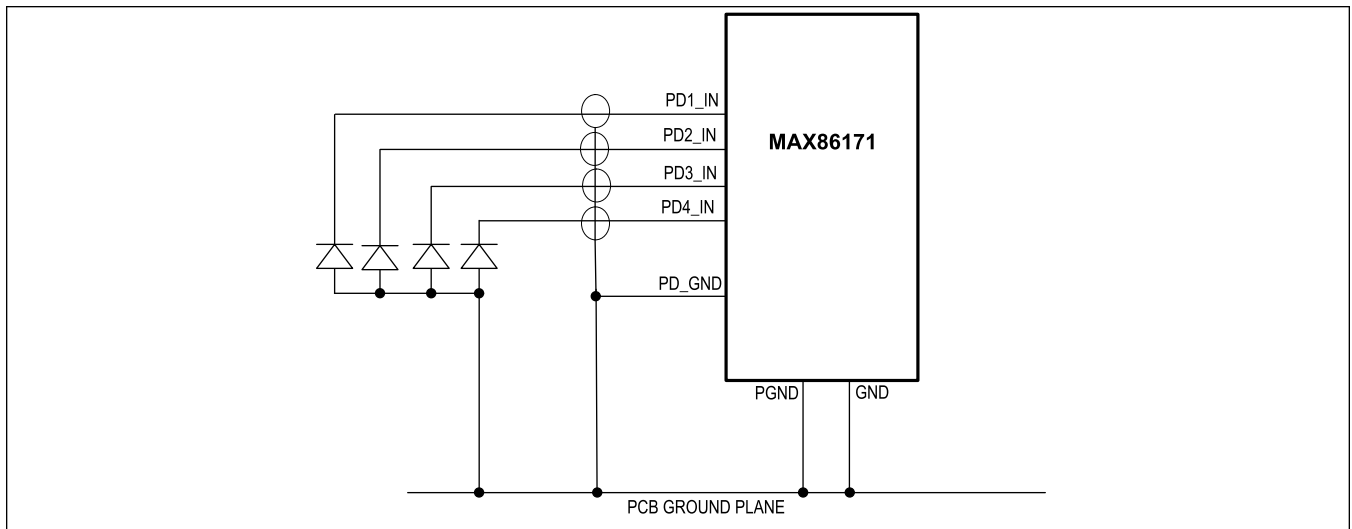 PD1_IN
PD2_IN
MAX86171
PD3_IN
PD4_IN
PD_GND
PGND
GND
PCB GROUND PLANE